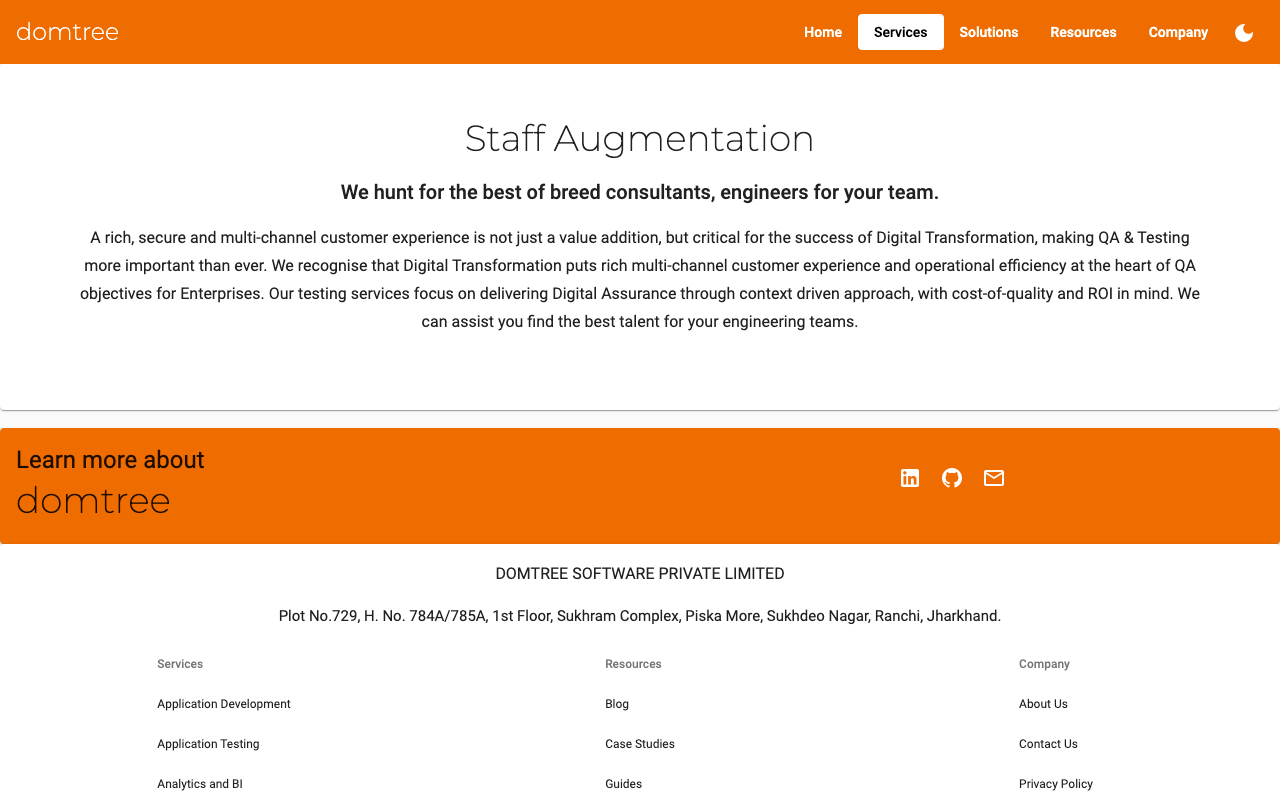 domtree
Home Services Solutions Resources Company
Staff Augmentation
We hunt for the best of breed consultants, engineers for your team.
A rich, secure and multi-channel customer experience is not just a value addition, but critical for the success of Digital Transformation, making QA & Testing
more important than ever. We recognise that Digital Transformation puts rich multi-channel customer experience and operational efficiency at the heart of QA
objectives for Enterprises. Our testing services focus on delivering Digital Assurance through context driven approach, with cost-of-quality and ROI in mind. We
can assist you find the best talent for your engineering teams.
Learn more about
domtree
DOMTREE SOFTWARE PRIVATE LIMITED
Plot No.729, H. No. 784A/785A, 1st Floor, Sukhram Complex, Piska More, Sukhdeo Nagar, Ranchi, Jharkhand.
Services Resources Company
Application Development Blog About Us
Application Testing Case Studies Contact Us
Analytics and BI Guides Privacy Policy